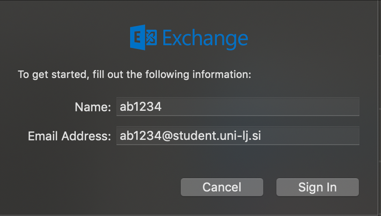 E Exchange
To get started, fill out the following information:
Name: ab1234
Email Address: ab1234@student.uni-lj.si
Cancel Sign In